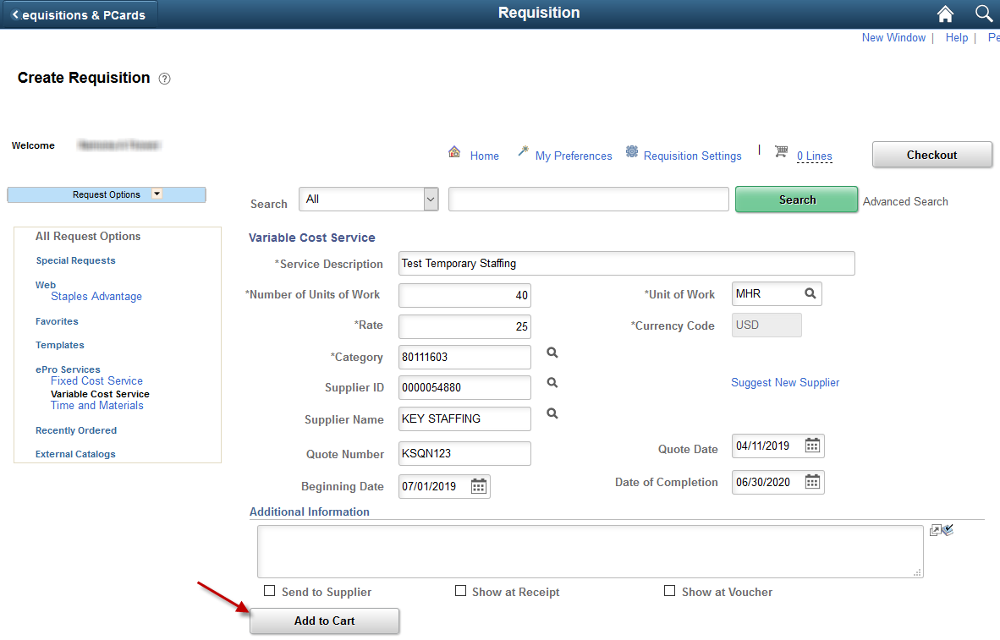 equisitions & PCards
Requisition
New Window | Help | Pe
Create Requisition ?
Welcome
Home My Preferences Requisition Settings | 0 Lines Checkout
Request Options
Search All Search Advanced Search
All Request Options
Special Requests
Web
Staples Advantage
Favorites
Templates
ePro Services
Fixed Cost Service
Variable Cost Service
Time and Materials
Recently Ordered
External Catalogs
Variable Cost Service
*Service Description Test Temporary Staffing
*Number of Units of Work 40 *Unit of Work MHR
*Rate 25 *Currency Code USD
*Category 80111603
Supplier ID 0000054880 Suggest New Supplier
Supplier Name KEY STAFFING
Quote Number KSQN123 Quote Date 04/11/2019
Beginning Date 07/01/2019 Date of Completion 06/30/2020
Additional Information
Send to Supplier Show at Receipt Show at Voucher
Add to Cart